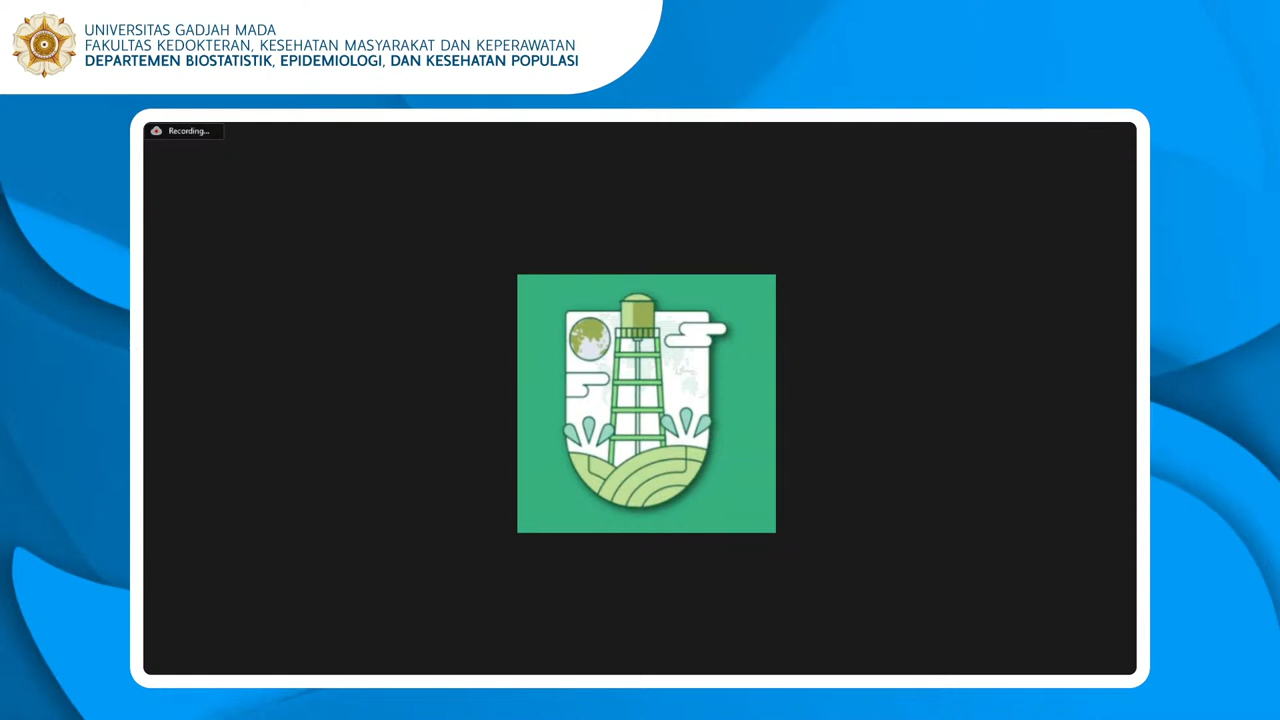 UNIVERSITAS GADJAH MADA
FAKULTAS KEDOKTERAN, KESEHATAN MASYARAKAT DAN KEPERAWATAN
DEPARTEMEN BIOSTATISTIK, EPIDEMIOLOGI, DAN KESEHATAN POPULASI
Recording...